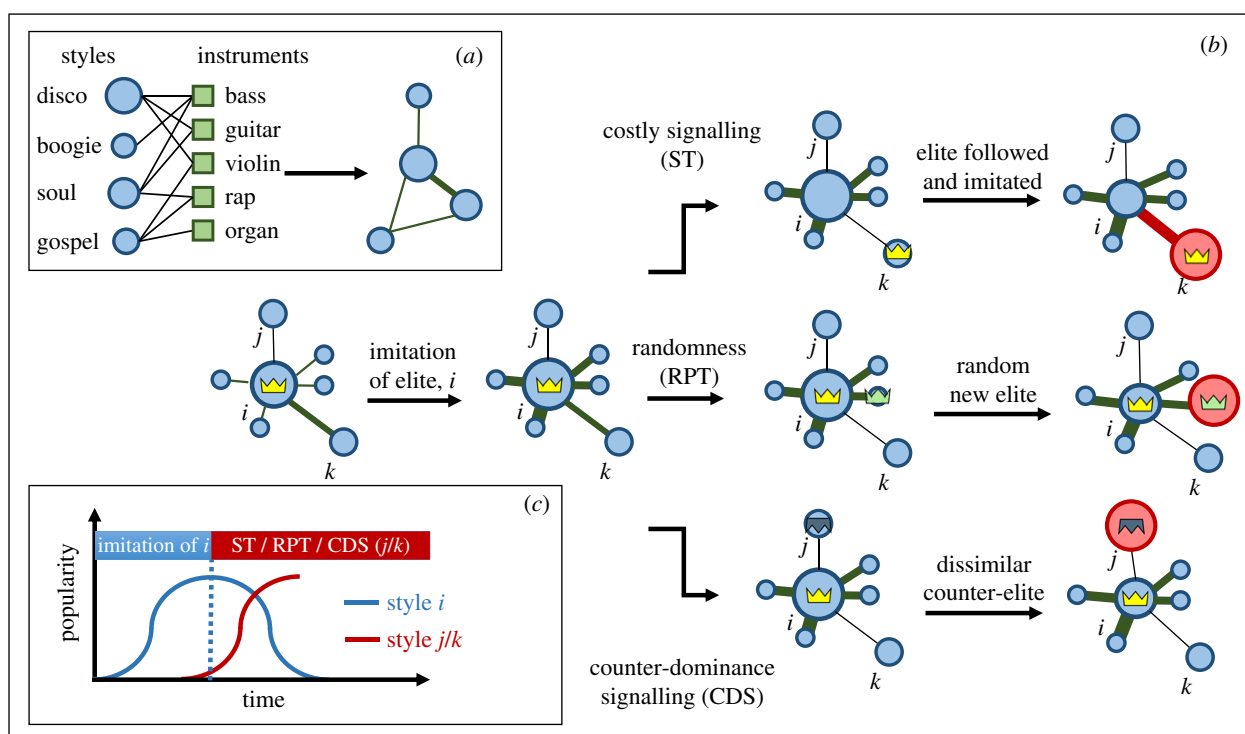 (a)
styles
instruments
disco
boogie
soul
gospel
bass
guitar
violin
rap
organ
(b)
j
i
k
imitation
of elite, i
j
i
k
costly signalling
(ST)
j
i
k
elite followed
and imitated
j
i
k
randomness
(RPT)
j
i
k
random
new elite
j
i
k
counter-dominance
signalling (CDS)
j
i
k
dissimilar
counter-elite
j
i
k
(c)
popularity
imitation of i
ST / RPT / CDS (j/k)
style i
style j/k
time